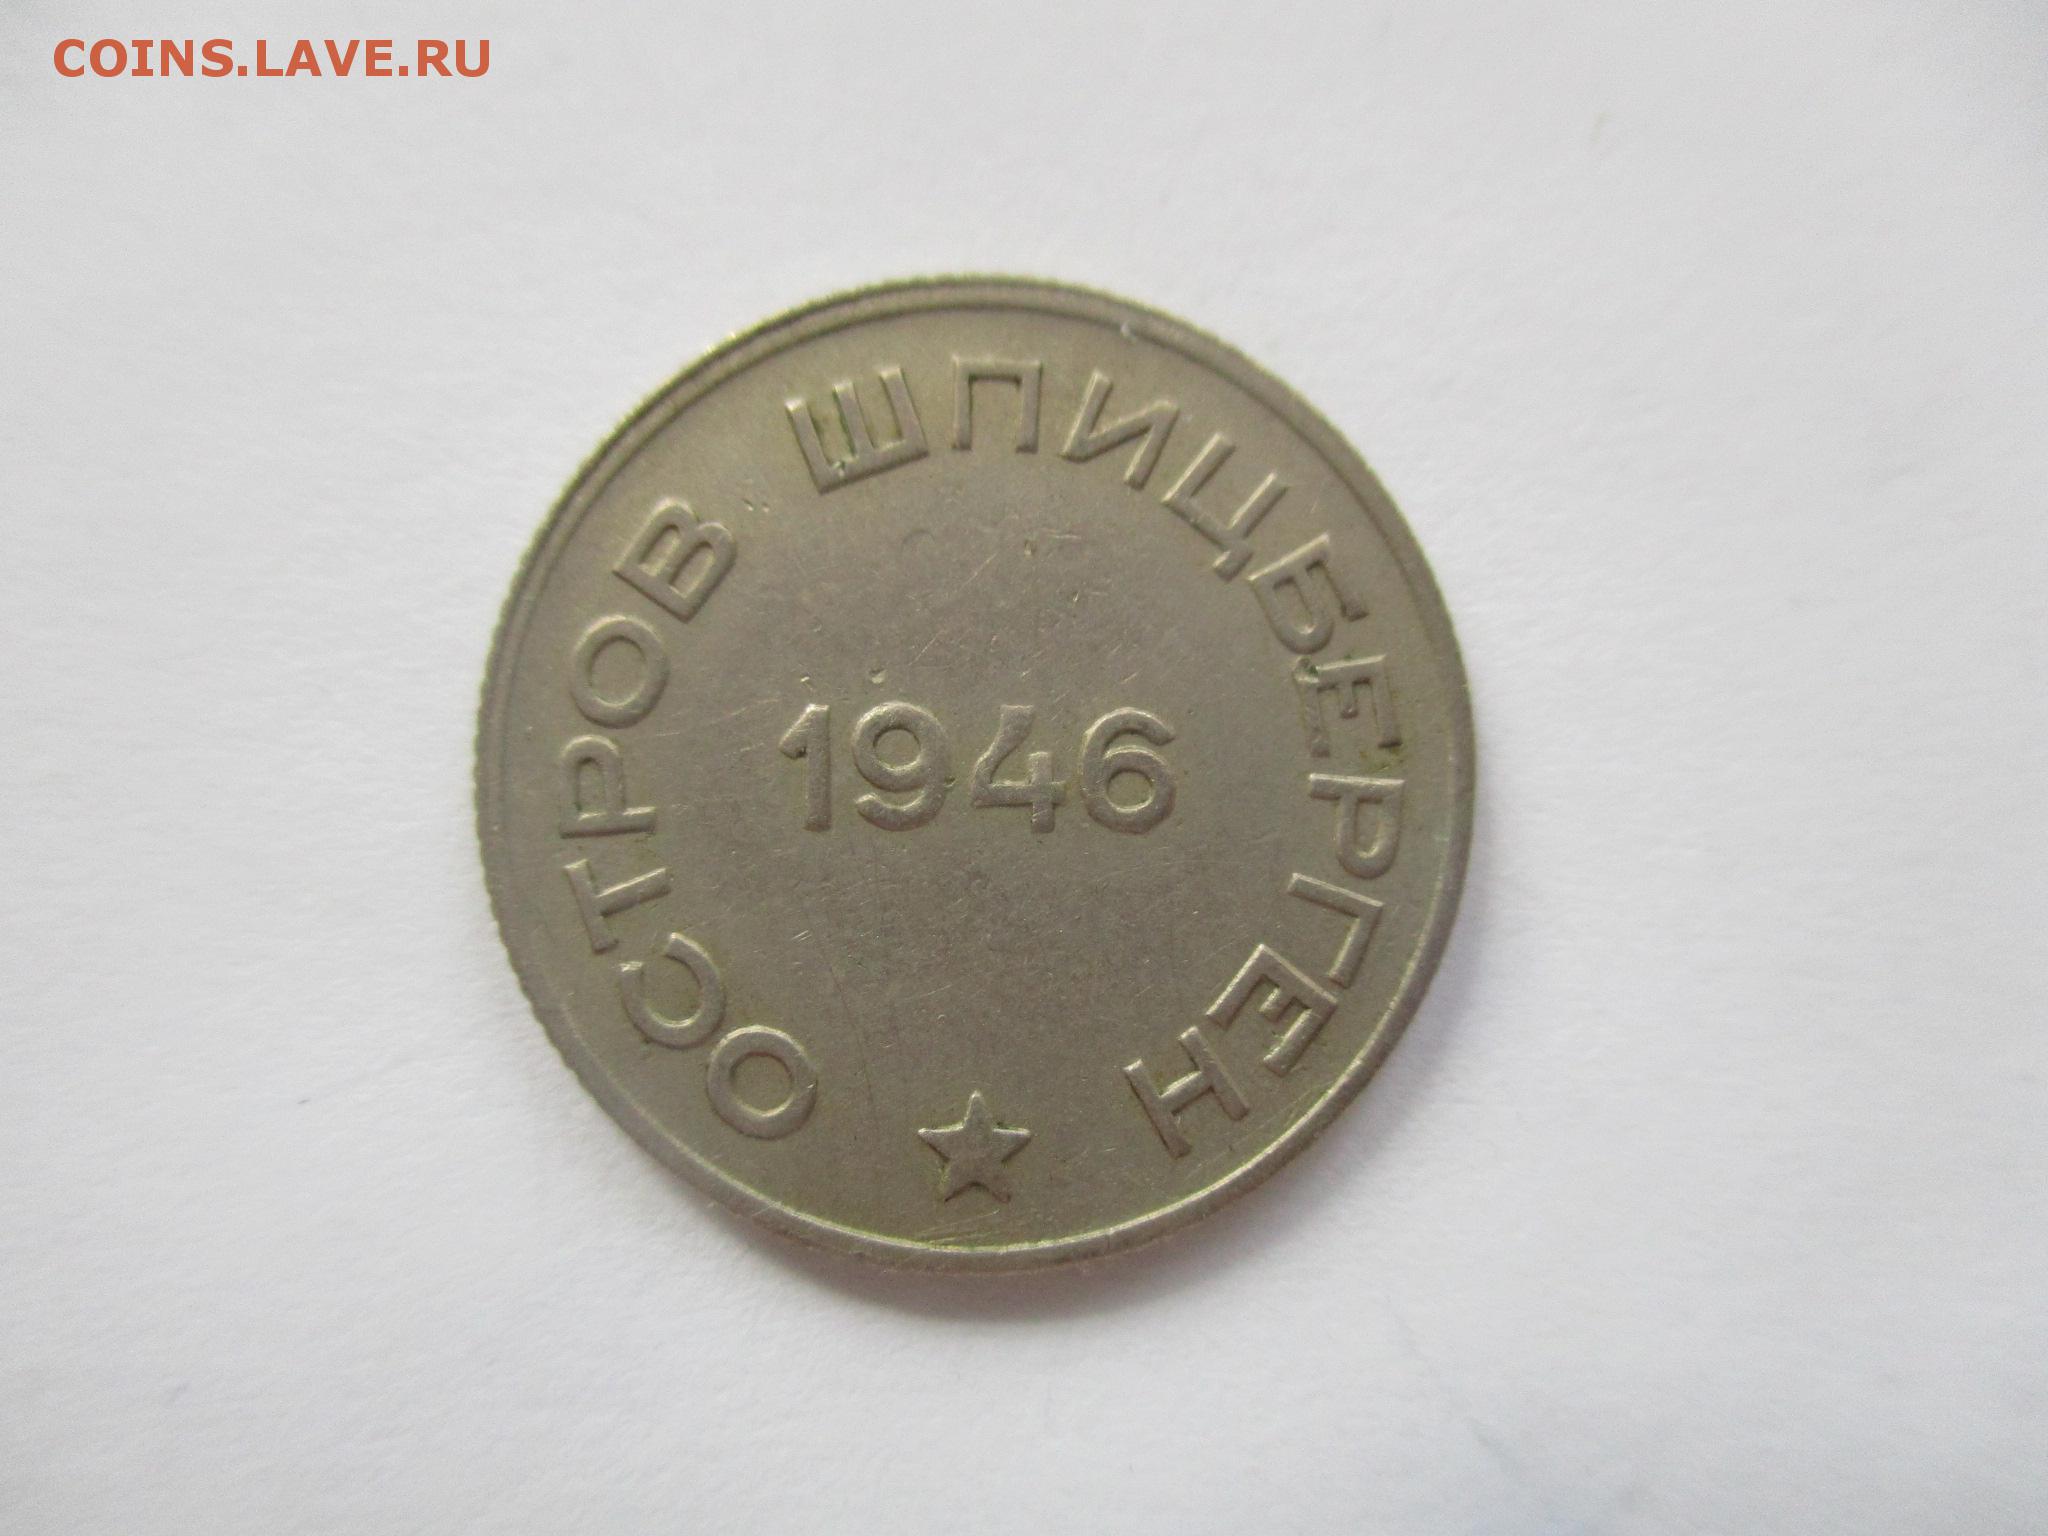 COINS.LAVE.RU
ОСТРОВ ШПИЦБЕРГЕН
1946